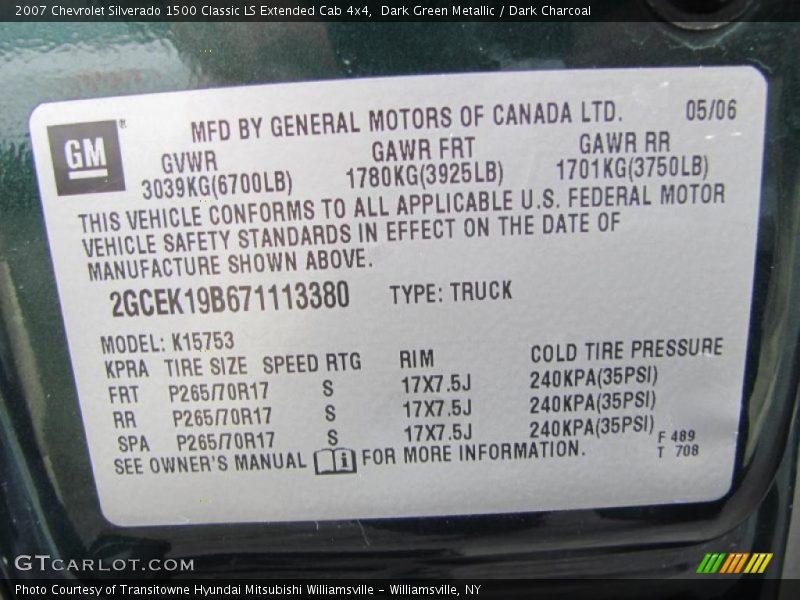 2007 Chevrolet Silverado 1500 Classic LS Extended Cab 4x4, Dark Green Metallic / Dark Charcoal
GM®
MFD BY GENERAL MOTORS OF CANADA LTD. 05/06
GVWR GAWR FRT GAWR RR
3039KG(6700LB) 1780KG(3925LB) 1701KG(3750LB)
THIS VEHICLE CONFORMS TO ALL APPLICABLE U.S. FEDERAL MOTOR
VEHICLE SAFETY STANDARDS IN EFFECT ON THE DATE OF
MANUFACTURE SHOWN ABOVE.
2GCEK19B671113380 TYPE: TRUCK
MODEL: K15753
KPRA TIRE SIZE SPEED RTG RIM COLD TIRE PRESSURE
FRT P265/70R17 S 17X7.5J 240KPA(35PSI)
RR P265/70R17 S 17X7.5J 240KPA(35PSI)
SPA P265/70R17 S 17X7.5J 240KPA(35PSI)
F 489
SEE OWNER'S MANUAL i FOR MORE INFORMATION. T 708
GTCARLOT.COM
Photo Courtesy of Transitowne Hyundai Mitsubishi Williamsville - Williamsville, NY